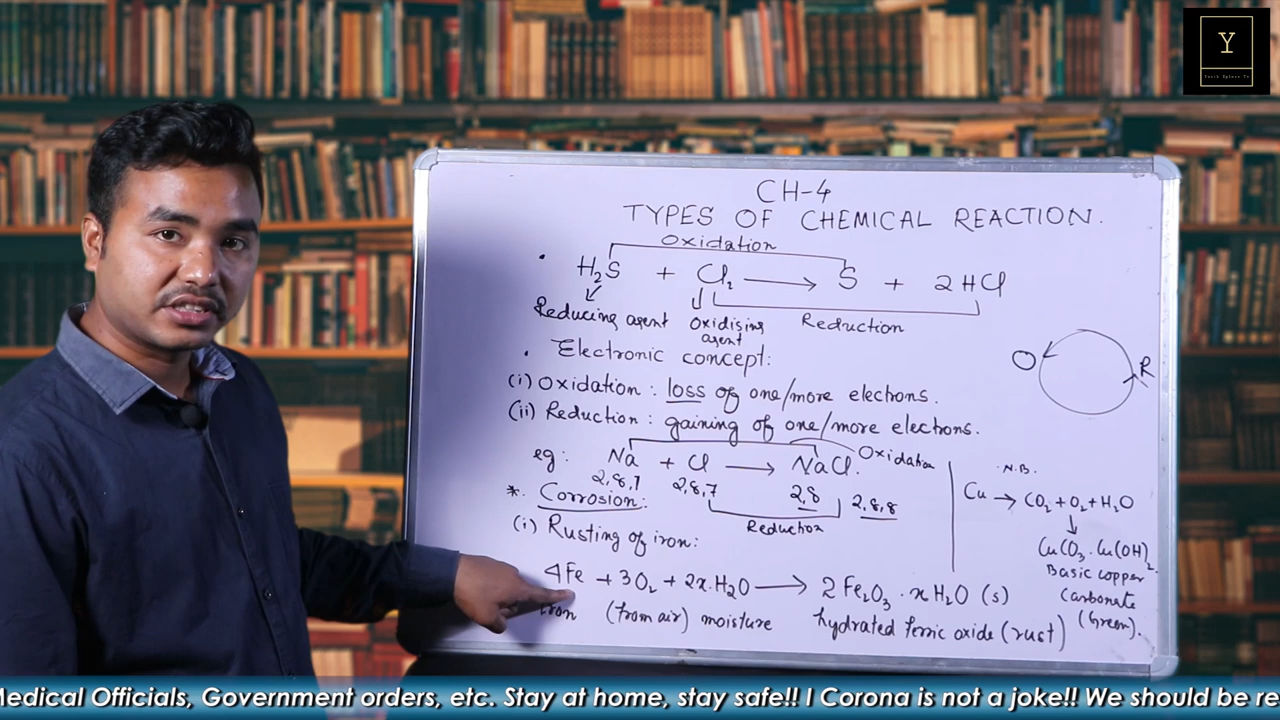 Y
CH-4
TYPES OF CHEMICAL REACTION.
Oxidation
• H₂S + Cl₂ ⟶ S + 2HCl
Reducing agent
Oxidising
agent
Reduction
• Electronic concept:
(i) Oxidation : loss of one/more electrons.
(ii) Reduction : gaining of one/more electrons.
O
R
eg: Na + Cl ⟶ NaCl.
Oxidation
2,8,1
2,8,7
2,8
2,8,8
Reduction
*. Corrosion:
(i) Rusting of iron:
4Fe + 3O₂ + 2x.H₂O ⟶ 2Fe₂O₃ . xH₂O (s)
iron (from air) moisture hydrated ferric oxide (rust)
N.B.
Cu → CO₂ + O₂ + H₂O
CuCO₃. Cu(OH)₂.
Basic copper
Carbonate
(Green).
Medical Officials, Government orders, etc. Stay at home, stay safe!! I Corona is not a joke!! We should be re